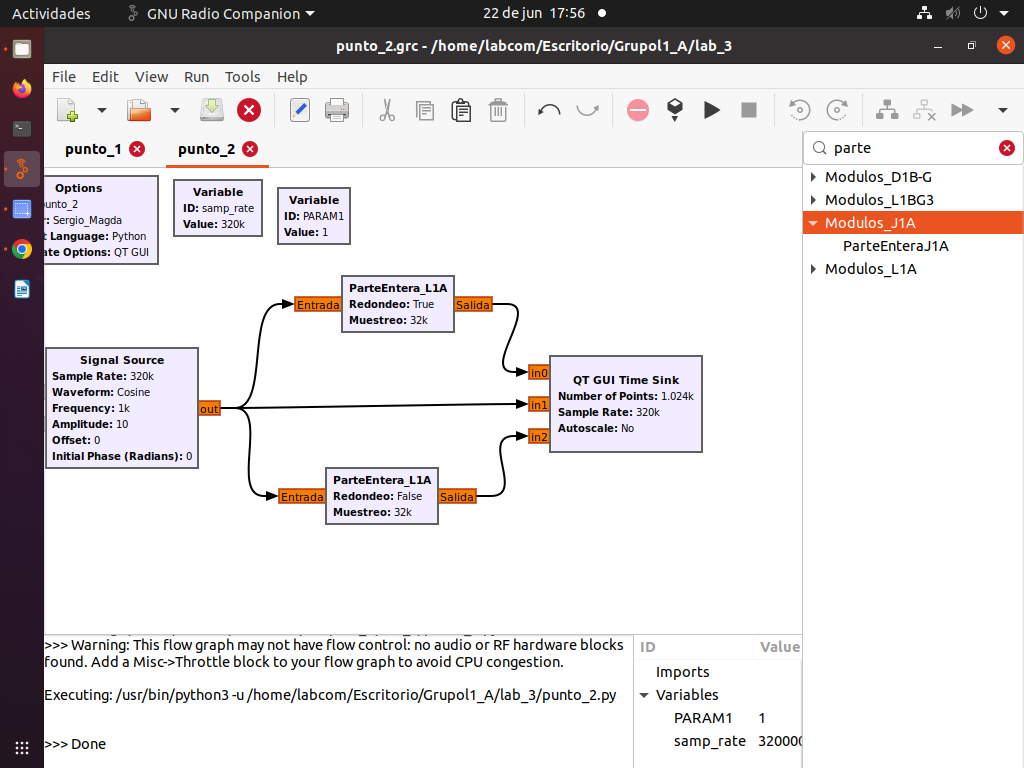 Actividades
GNU Radio Companion
22 de jun 17:56
punto_2.grc - /home/labcom/Escritorio/Grupol1_A/lab_3
File Edit View Run Tools Help
punto_1
punto_2
parte
Options
unto_2
r: Sergio_Magda
t Language: Python
ate Options: QT GUI
Variable
ID: samp_rate
Value: 320k
Variable
ID: PARAM1
Value: 1
Signal Source
Sample Rate: 320k
Waveform: Cosine
Frequency: 1k
Amplitude: 10
Offset: 0
Initial Phase (Radians): 0
out
Entrada
ParteEntera_L1A
Redondeo: True
Muestreo: 32k
Salida
Entrada
ParteEntera_L1A
Redondeo: False
Muestreo: 32k
Salida
in0
in1
in2
QT GUI Time Sink
Number of Points: 1.024k
Sample Rate: 320k
Autoscale: No
Modulos_D1B-G
Modulos_L1BG3
Modulos_J1A
ParteEnteraJ1A
Modulos_L1A
>>> Warning: This flow graph may not have flow control: no audio or RF hardware blocks
found. Add a Misc->Throttle block to your flow graph to avoid CPU congestion.
Executing: /usr/bin/python3 -u /home/labcom/Escritorio/Grupol1_A/lab_3/punto_2.py
>>> Done
ID Value
Imports
Variables
PARAM1 1
samp_rate 320000